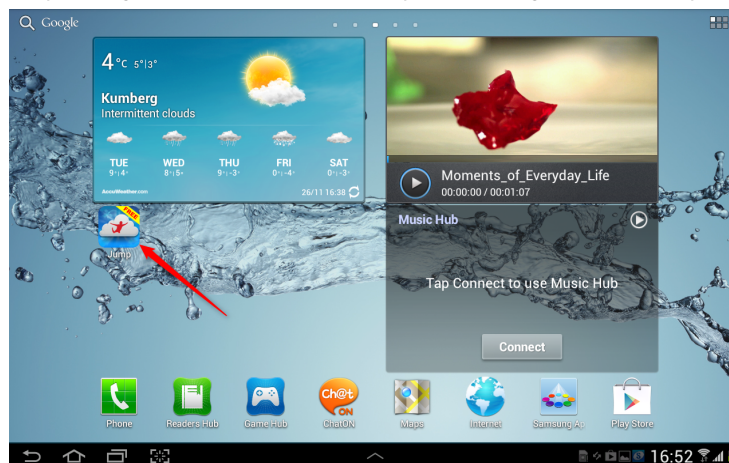 Google
4°C 5°|3°
Kumberg
Intermittent clouds
TUE WED THU FRI SAT
9°|4° 8°|5° 9°|-3° 0°|-4° 0°|-3°
AccuWeather.com 26/11 16:38
Moments_of_Everyday_Life
00:00:00 / 00:01:07
Music Hub
Tap Connect to use Music Hub
Connect
FREE
Jump
Ch@t
ON
Phone Readers Hub Game Hub ChatON Maps Internet Samsung Ap Play Store
16:52